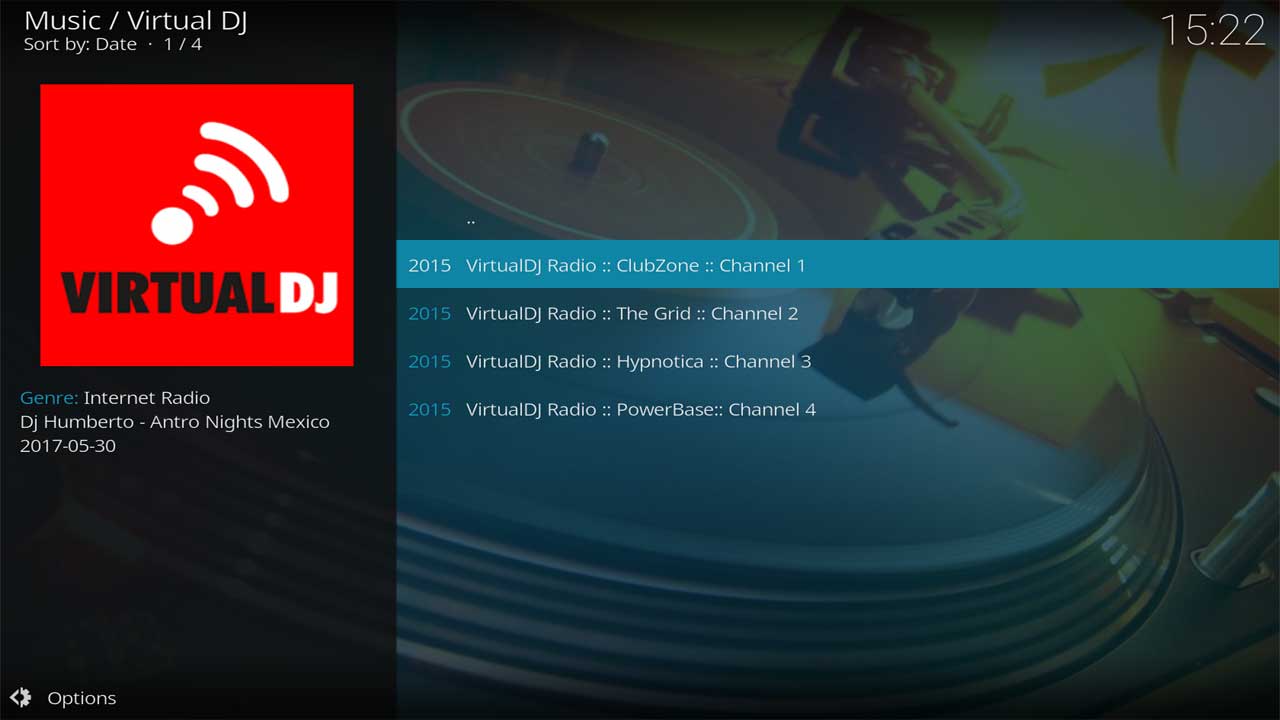 Music / Virtual DJ
Sort by: Date · 1 / 4
15:22
VIRTUALDJ
Genre: Internet Radio
Dj Humberto - Antro Nights Mexico
2017-05-30
..
2015 VirtualDJ Radio :: ClubZone :: Channel 1
2015 VirtualDJ Radio :: The Grid :: Channel 2
2015 VirtualDJ Radio :: Hypnotica :: Channel 3
2015 VirtualDJ Radio :: PowerBase:: Channel 4
Options